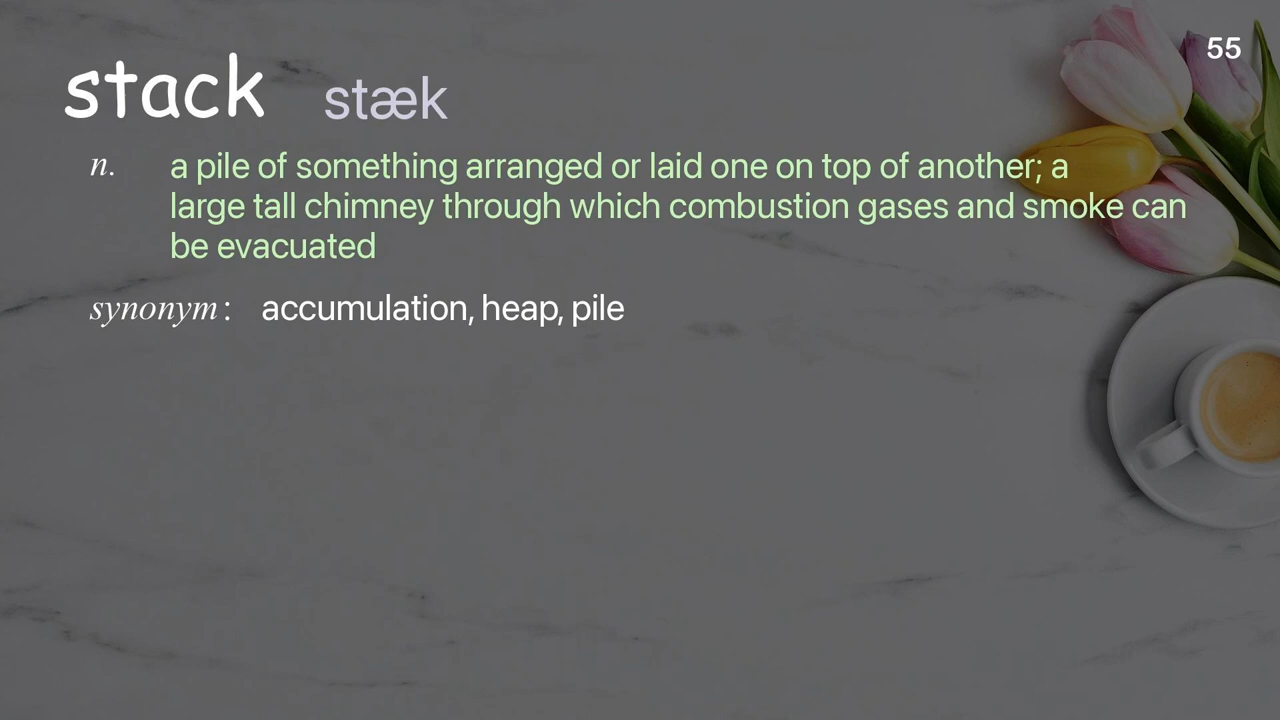 55
stack stæk
n. a pile of something arranged or laid one on top of another; a
large tall chimney through which combustion gases and smoke can
be evacuated
synonym: accumulation, heap, pile